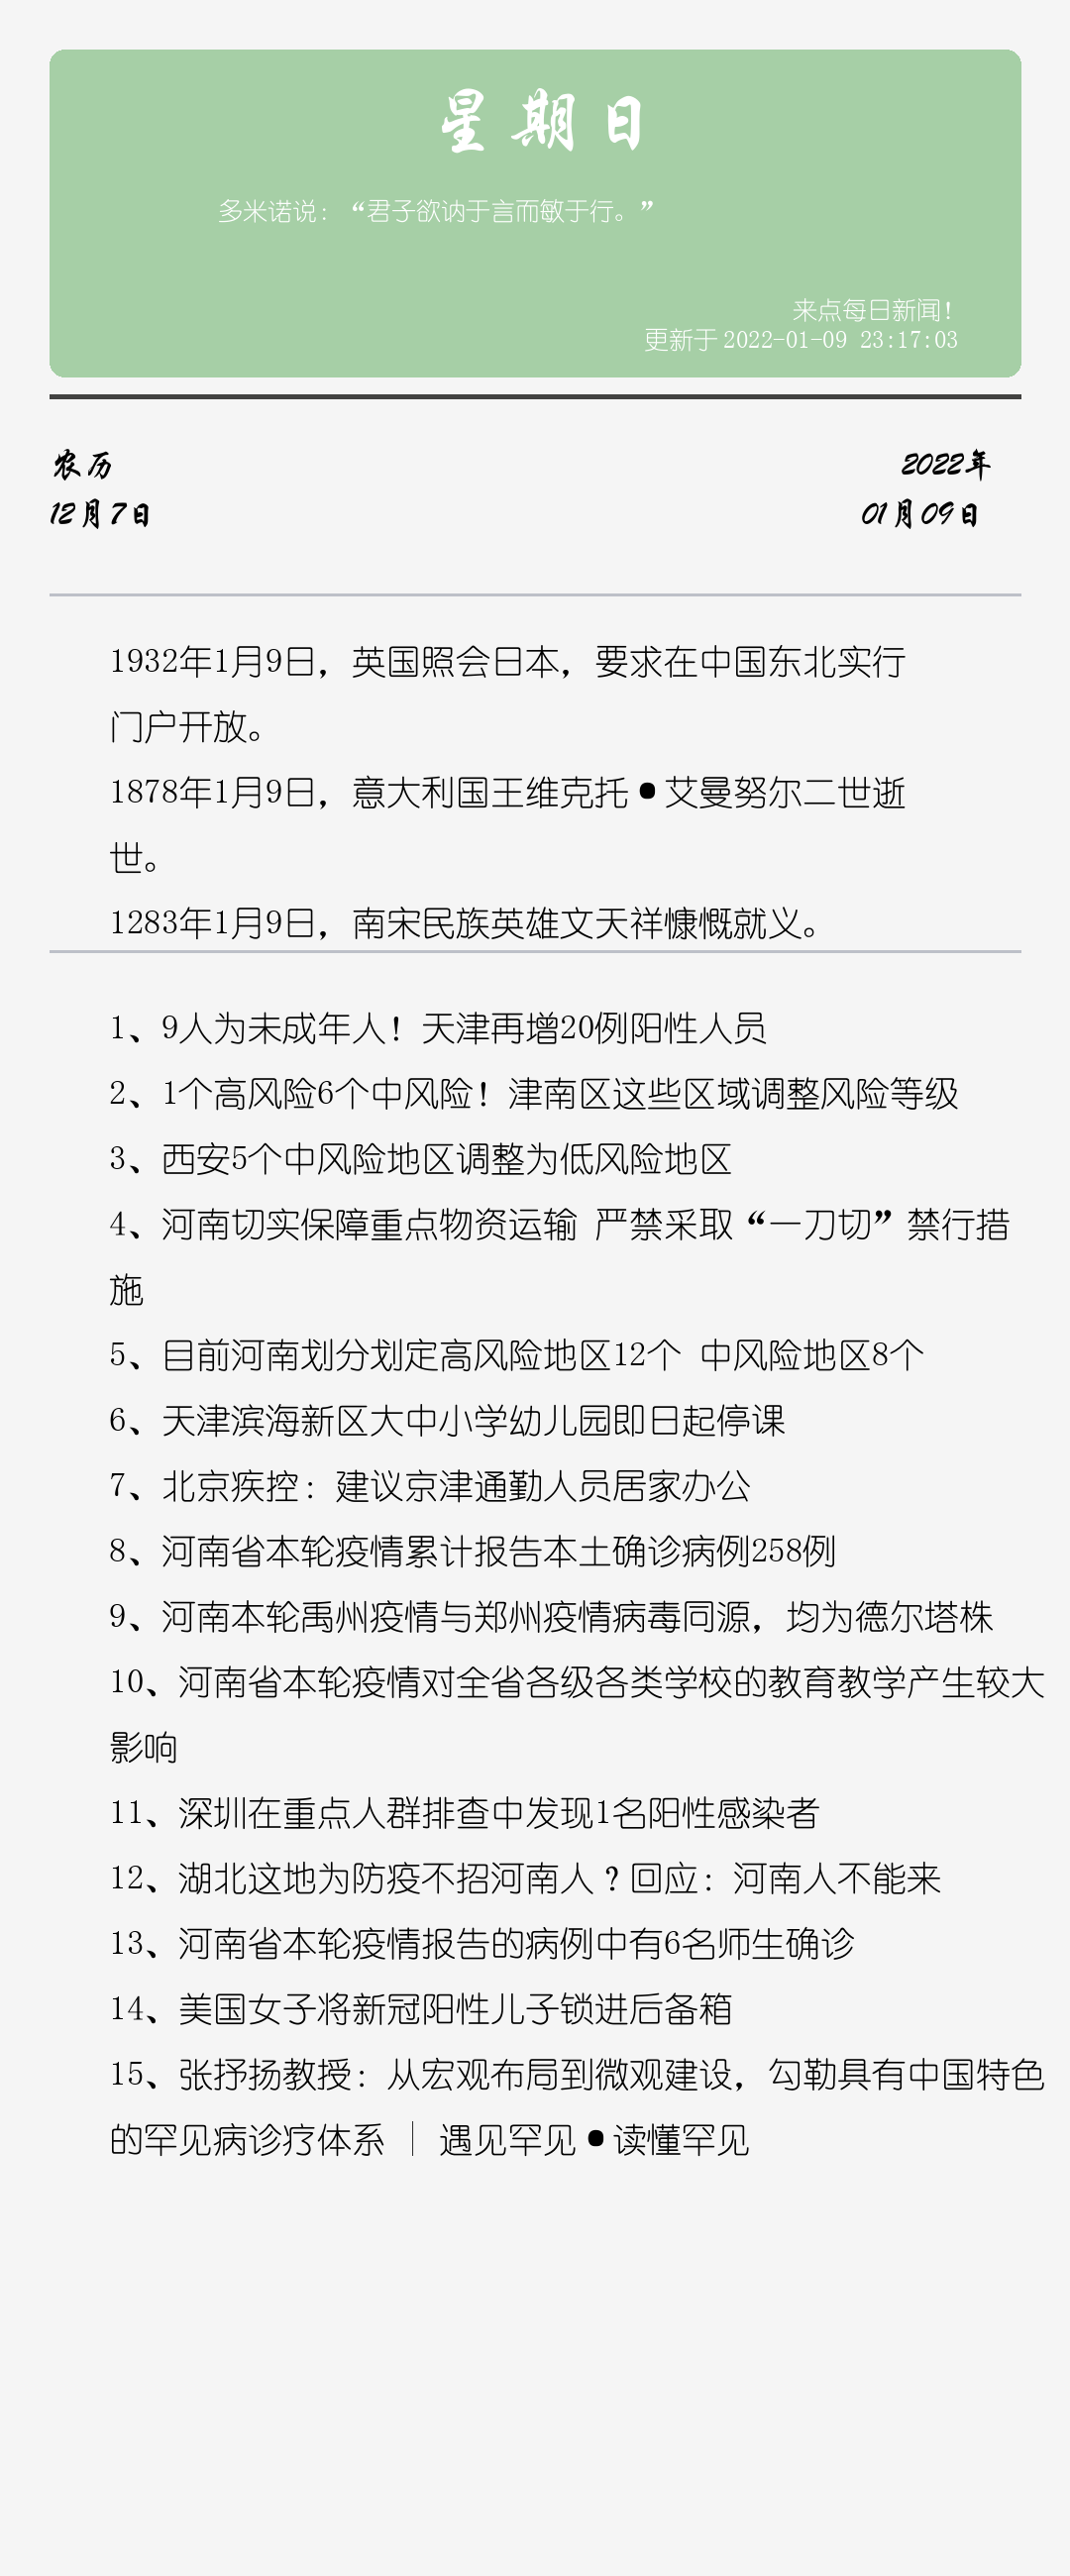 星期日
多米诺说：“君子欲讷于言而敏于行。”
来点每日新闻！
更新于 2022-01-09 23:17:03
农历
2022年
12月7日
01月09日
1932年1月9日，英国照会日本，要求在中国东北实行
门户开放。
1878年1月9日，意大利国王维克托•艾曼努尔二世逝
世。
1283年1月9日，南宋民族英雄文天祥慷慨就义。
1、9人为未成年人！天津再增20例阳性人员
2、1个高风险6个中风险！津南区这些区域调整风险等级
3、西安5个中风险地区调整为低风险地区
4、河南切实保障重点物资运输 严禁采取“一刀切”禁行措
施
5、目前河南划分划定高风险地区12个 中风险地区8个
6、天津滨海新区大中小学幼儿园即日起停课
7、北京疾控：建议京津通勤人员居家办公
8、河南省本轮疫情累计报告本土确诊病例258例
9、河南本轮禹州疫情与郑州疫情病毒同源，均为德尔塔株
10、河南省本轮疫情对全省各级各类学校的教育教学产生较大
影响
11、深圳在重点人群排查中发现1名阳性感染者
12、湖北这地为防疫不招河南人？回应：河南人不能来
13、河南省本轮疫情报告的病例中有6名师生确诊
14、美国女子将新冠阳性儿子锁进后备箱
15、张抒扬教授：从宏观布局到微观建设，勾勒具有中国特色
的罕见病诊疗体系 ｜ 遇见罕见•读懂罕见